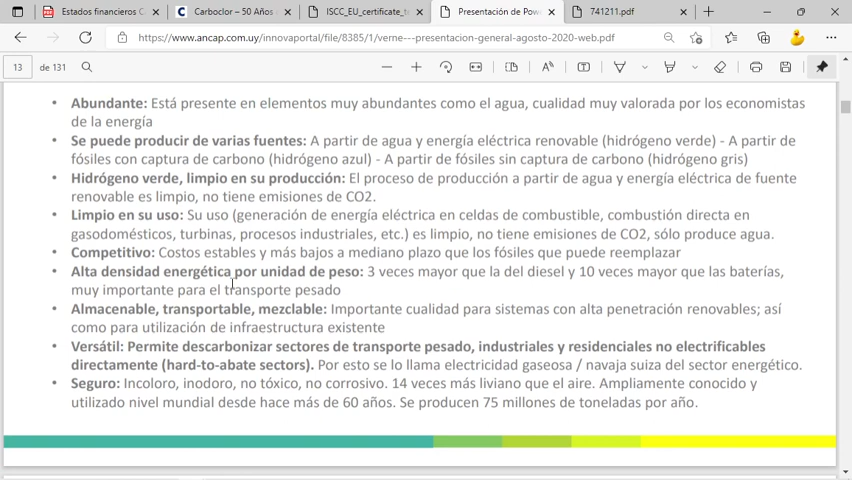 Estados financieros C
Carboclor – 50 Años
ISCC_EU_certificate_t
Presentación de Pow
741211.pdf
https://www.ancap.com.uy/innovaportal/file/8385/1/verne---presentacion-general-agosto-2020-web.pdf
13 de 131
• Abundante: Está presente en elementos muy abundantes como el agua, cualidad muy valorada por los economistas
de la energía
• Se puede producir de varias fuentes: A partir de agua y energía eléctrica renovable (hidrógeno verde) - A partir de
fósiles con captura de carbono (hidrógeno azul) - A partir de fósiles sin captura de carbono (hidrógeno gris)
• Hidrógeno verde, limpio en su producción: El proceso de producción a partir de agua y energía eléctrica de fuente
renovable es limpio, no tiene emisiones de CO2.
• Limpio en su uso: Su uso (generación de energía eléctrica en celdas de combustible, combustión directa en
gasodomésticos, turbinas, procesos industriales, etc.) es limpio, no tiene emisiones de CO2, sólo produce agua.
• Competitivo: Costos estables y más bajos a mediano plazo que los fósiles que puede reemplazar
• Alta densidad energética por unidad de peso: 3 veces mayor que la del diesel y 10 veces mayor que las baterías,
muy importante para el transporte pesado
• Almacenable, transportable, mezclable: Importante cualidad para sistemas con alta penetración renovables; así
como para utilización de infraestructura existente
• Versátil: Permite descarbonizar sectores de transporte pesado, industriales y residenciales no electrificables
directamente (hard-to-abate sectors). Por esto se lo llama electricidad gaseosa / navaja suiza del sector energético.
• Seguro: Incoloro, inodoro, no tóxico, no corrosivo. 14 veces más liviano que el aire. Ampliamente conocido y
utilizado nivel mundial desde hace más de 60 años. Se producen 75 millones de toneladas por año.